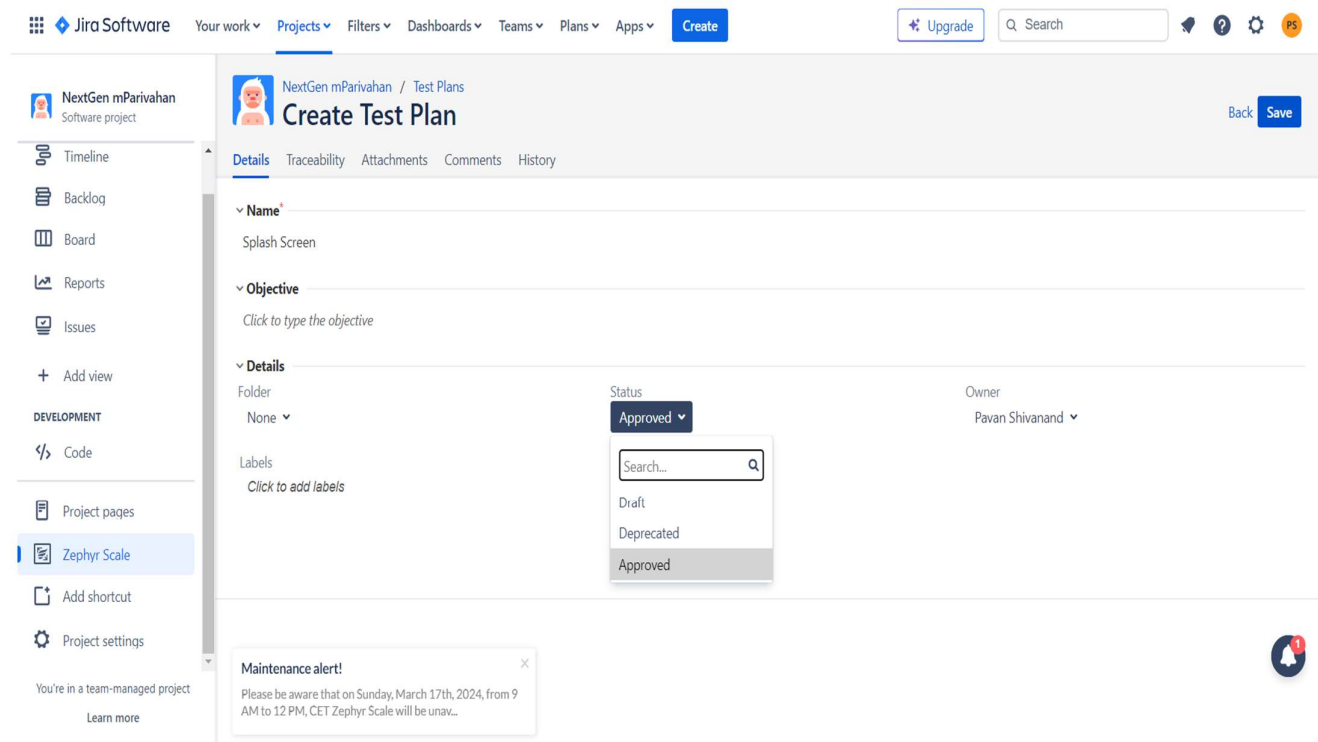 Jira Software Your work Projects Filters Dashboards Teams Plans Apps Create Upgrade Search PS
NextGen mParivahan
Software project
Timeline
Backlog
Board
Reports
Issues
Add view
DEVELOPMENT
Code
Project pages
Zephyr Scale
Add shortcut
Project settings
You're in a team-managed project
Learn more
NextGen mParivahan / Test Plans
Create Test Plan
Back Save
Details Traceability Attachments Comments History
Name*
Splash Screen
Objective
Click to type the objective
Details
Folder Status Owner
None Approved Pavan Shivanand
Labels
Click to add labels
Search...
Draft
Deprecated
Approved
Maintenance alert!
Please be aware that on Sunday, March 17th, 2024, from 9
AM to 12 PM, CET Zephyr Scale will be unav...
1